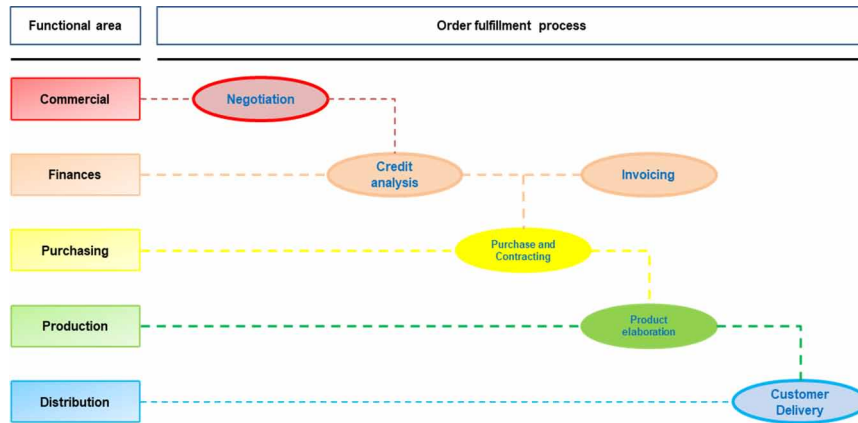 Functional area
Order fulfillment process
Commercial
Negotiation
Finances
Credit
analysis
Invoicing
Purchasing
Purchase and
Contracting
Production
Product
elaboration
Distribution
Customer
Delivery